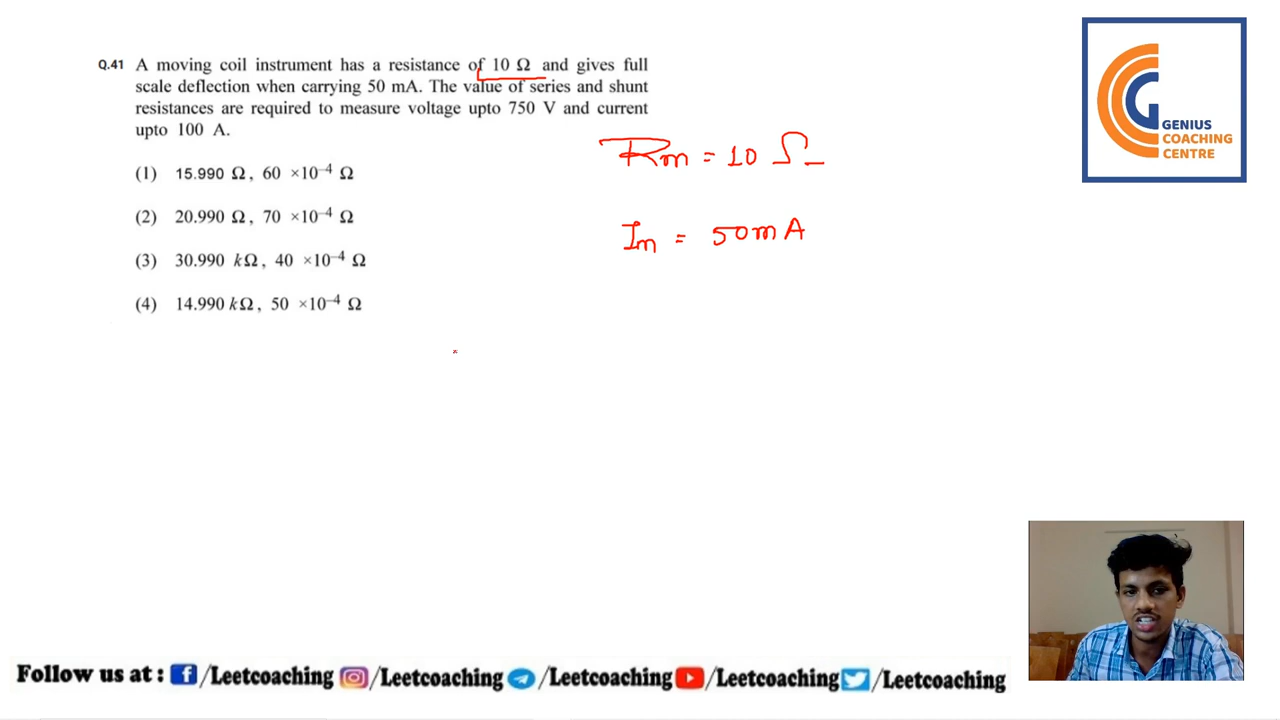 Q.41 A moving coil instrument has a resistance of 10 Ω and gives full
scale deflection when carrying 50 mA. The value of series and shunt
resistances are required to measure voltage upto 750 V and current
upto 100 A.
(1) 15.990 Ω, 60 ×10⁻⁴ Ω
(2) 20.990 Ω, 70 ×10⁻⁴ Ω
(3) 30.990 kΩ, 40 ×10⁻⁴ Ω
(4) 14.990 kΩ, 50 ×10⁻⁴ Ω
Rm = 10 Ω
Im = 50mA
G
GENIUS
COACHING
CENTRE
Follow us at : f /Leetcoaching /Leetcoaching /Leetcoaching /Leetcoaching /Leetcoaching